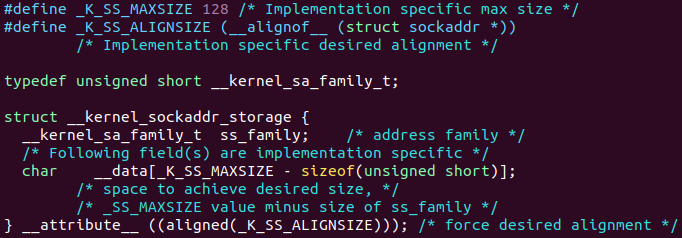 #define _K_SS_MAXSIZE 128 /* Implementation specific max size */
#define _K_SS_ALIGNSIZE (__alignof__ (struct sockaddr *))
/* Implementation specific desired alignment */
typedef unsigned short __kernel_sa_family_t;
struct __kernel_sockaddr_storage {
__kernel_sa_family_t ss_family; /* address family */
/* Following field(s) are implementation specific */
char __data[_K_SS_MAXSIZE - sizeof(unsigned short)];
/* space to achieve desired size, */
/* _SS_MAXSIZE value minus size of ss_family */
} __attribute__ ((aligned(_K_SS_ALIGNSIZE))); /* force desired alignment */